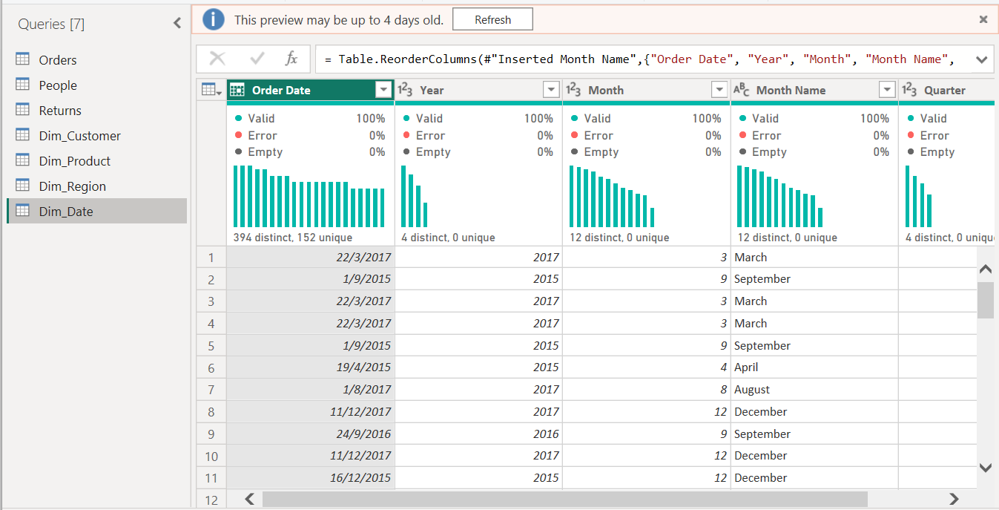 Queries [7]
This preview may be up to 4 days old. Refresh
Orders
People
Returns
Dim_Customer
Dim_Product
Dim_Region
Dim_Date
fx = Table.ReorderColumns(#"Inserted Month Name",{"Order Date", "Year", "Month", "Month Name",
Order Date 123 Year 123 Month ABC Month Name 123 Quarter
Valid 100% Valid 100% Valid 100% Valid 100% Valid
Error 0% Error 0% Error 0% Error 0% Error
Empty 0% Empty 0% Empty 0% Empty 0% Empty
394 distinct, 152 unique 4 distinct, 0 unique 12 distinct, 0 unique 12 distinct, 0 unique 4 distinct, 0 uniqu
1 22/3/2017 2017 3 March
2 1/9/2015 2015 9 September
3 22/3/2017 2017 3 March
4 22/3/2017 2017 3 March
5 1/9/2015 2015 9 September
6 19/4/2015 2015 4 April
7 1/8/2017 2017 8 August
8 11/12/2017 2017 12 December
9 24/9/2016 2016 9 September
10 11/12/2017 2017 12 December
11 16/12/2015 2015 12 December
12